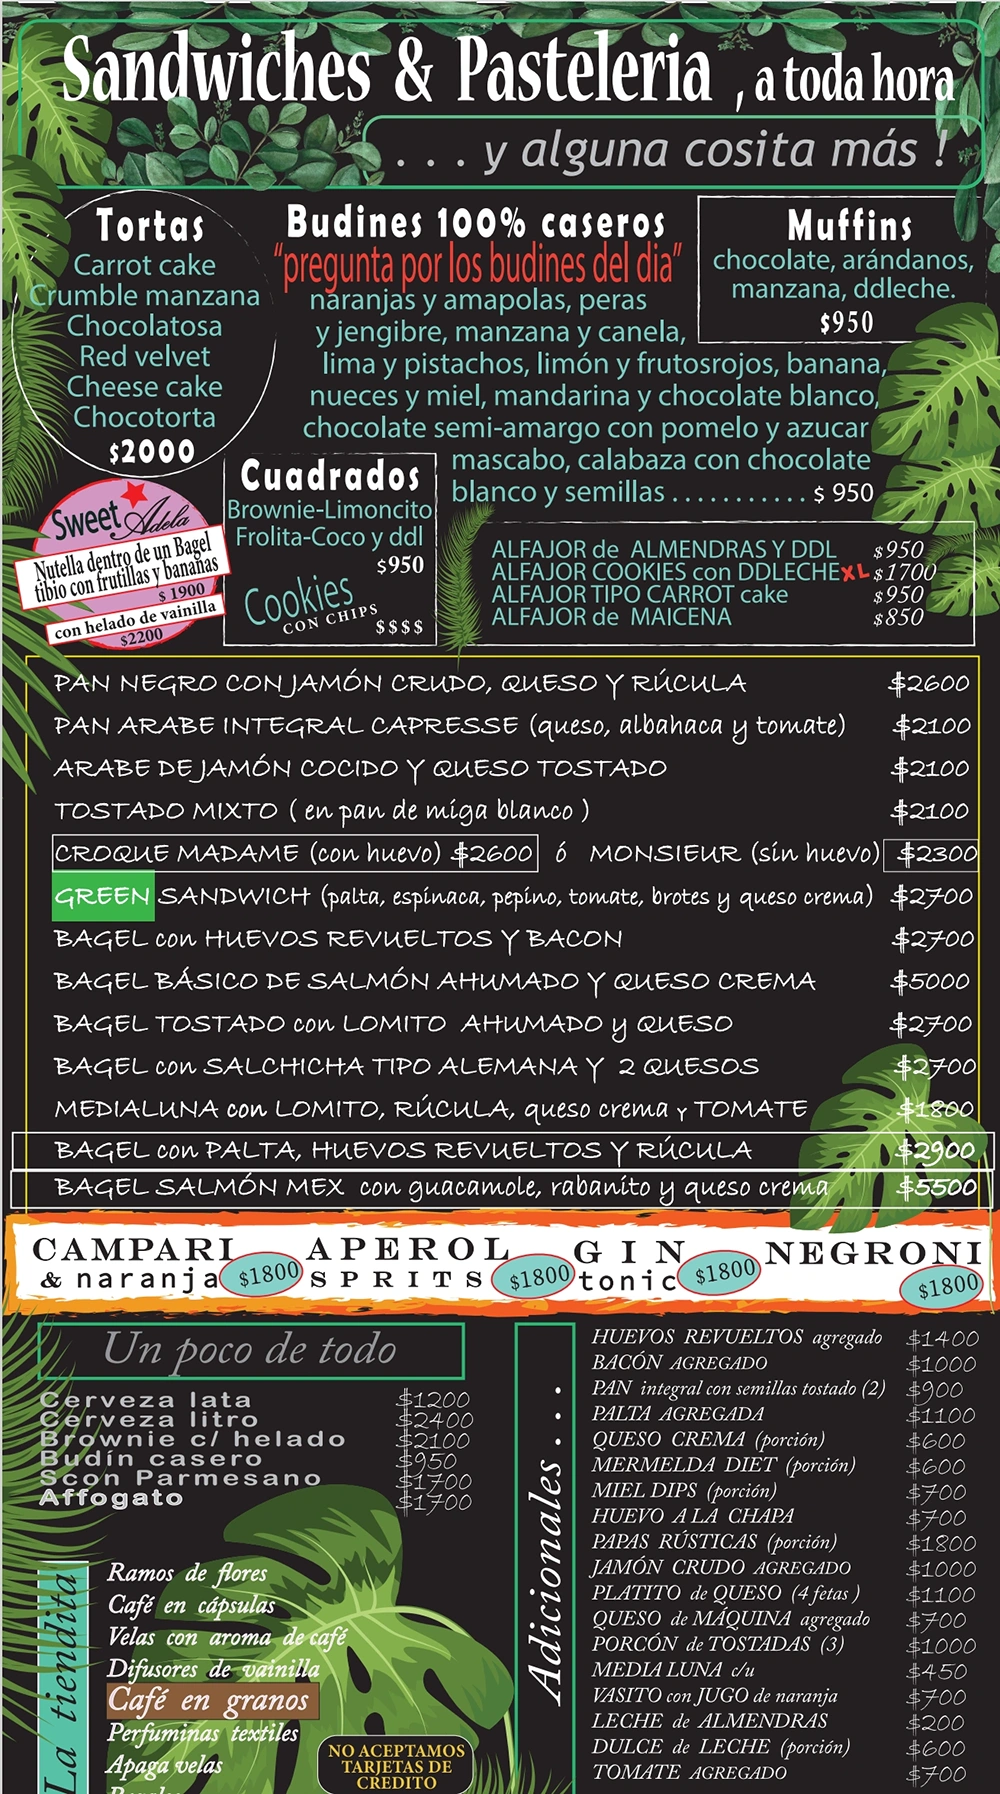 Sandwiches & Pasteleria , a toda hora
. . . y alguna cosita más !
Tortas
Carrot cake
Crumble manzana
Chocolatosa
Red velvet
Cheese cake
Chocotorta
$2000
Budines 100% caseros
"pregunta por los budines del dia"
naranjas y amapolas, peras
y jengibre, manzana y canela,
lima y pistachos, limón y frutosrojos, banana,
nueces y miel, mandarina y chocolate blanco,
chocolate semi-amargo con pomelo y azucar
mascabo, calabaza con chocolate
blanco y semillas . . . . . . . . . . . $ 950
Muffins
chocolate, arándanos,
manzana, ddleche.
$950
Sweet Adela
Nutella dentro de un Bagel
tibio con frutillas y bananas
$ 1900
con helado de vainilla
$2200
Cuadrados
Brownie-Limoncito
Frolita-Coco y ddl
$950
Cookies
CON CHIPS $$$$
ALFAJOR de ALMENDRAS Y DDL $950
ALFAJOR COOKIES con DDLECHE XL $1700
ALFAJOR TIPO CARROT cake $950
ALFAJOR de MAICENA $850
PAN NEGRO CON JAMÓN CRUDO, QUESO Y RÚCULA $2600
PAN ARABE INTEGRAL CAPRESSE (queso, albahaca y tomate) $2100
ARABE DE JAMÓN COCIDO Y QUESO TOSTADO $2100
TOSTADO MIXTO ( en pan de miga blanco ) $2100
CROQUE MADAME (con huevo) $2600 ó MONSIEUR (sin huevo) $2300
GREEN SANDWICH (palta, espinaca, pepino, tomate, brotes y queso crema) $2700
BAGEL con HUEVOS REVUELTOS Y BACON $2700
BAGEL BÁSICO DE SALMÓN AHUMADO Y QUESO CREMA $5000
BAGEL TOSTADO con LOMITO AHUMADO y QUESO $2700
BAGEL con SALCHICHA TIPO ALEMANA Y 2 QUESOS $2700
MEDIALUNA con LOMITO, RÚCULA, queso crema y TOMATE $1800
BAGEL con PALTA, HUEVOS REVUELTOS Y RÚCULA $2900
BAGEL SALMÓN MEX con guacamole, rabanito y queso crema $5500
CAMPARI
& naranja $1800
APEROL
SPRITS $1800
GIN
tonic $1800
NEGRONI
$1800
Un poco de todo
Cerveza lata $1200
Cerveza litro $2400
Brownie c/ helado $2100
Budín casero $950
Scon Parmesano $1700
Affogato $1700
La tiendita
Ramos de flores
Café en cápsulas
Velas con aroma de café
Difusores de vainilla
Café en granos
Perfuminas textiles
Apaga velas
NO ACEPTAMOS
TARJETAS DE
CREDITO
Adicionales . . . .
HUEVOS REVUELTOS agregado $1400
BACÓN AGREGADO $1000
PAN integral con semillas tostado (2) $900
PALTA AGREGADA $1100
QUESO CREMA (porción) $600
MERMELDA DIET (porción) $600
MIEL DIPS (porción) $700
HUEVO A LA CHAPA $700
PAPAS RÚSTICAS (porción) $1800
JAMÓN CRUDO AGREGADO $1000
PLATITO de QUESO (4 fetas ) $1100
QUESO de MÁQUINA agregado $700
PORCÓN de TOSTADAS (3) $1000
MEDIA LUNA c/u $450
VASITO con JUGO de naranja $700
LECHE de ALMENDRAS $200
DULCE de LECHE (porción) $600
TOMATE AGREGADO $700